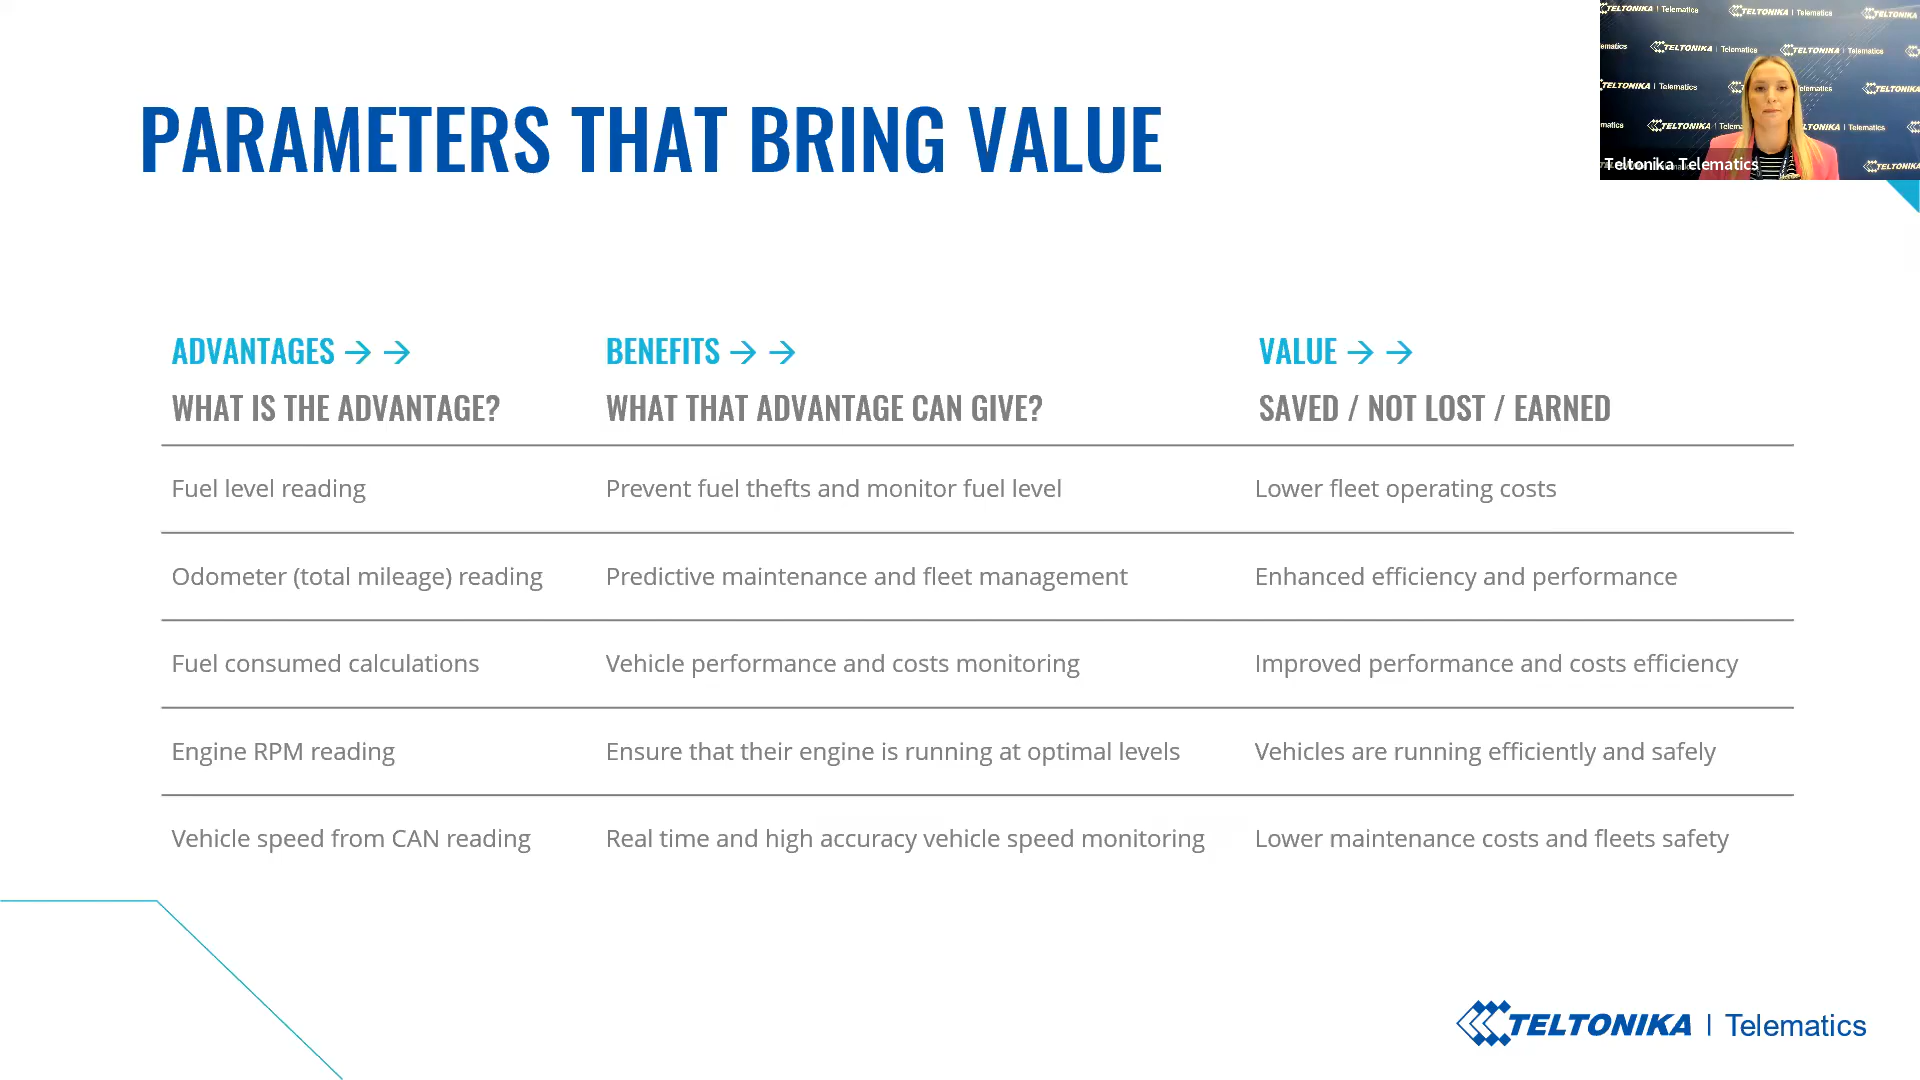 PARAMETERS THAT BRING VALUE
TELTONIKA | Telematics
Teltonika Telematics
ADVANTAGES → → BENEFITS → → VALUE → →
WHAT IS THE ADVANTAGE? WHAT THAT ADVANTAGE CAN GIVE? SAVED / NOT LOST / EARNED
Fuel level reading Prevent fuel thefts and monitor fuel level Lower fleet operating costs
Odometer (total mileage) reading Predictive maintenance and fleet management Enhanced efficiency and performance
Fuel consumed calculations Vehicle performance and costs monitoring Improved performance and costs efficiency
Engine RPM reading Ensure that their engine is running at optimal levels Vehicles are running efficiently and safely
Vehicle speed from CAN reading Real time and high accuracy vehicle speed monitoring Lower maintenance costs and fleets safety
TELTONIKA | Telematics